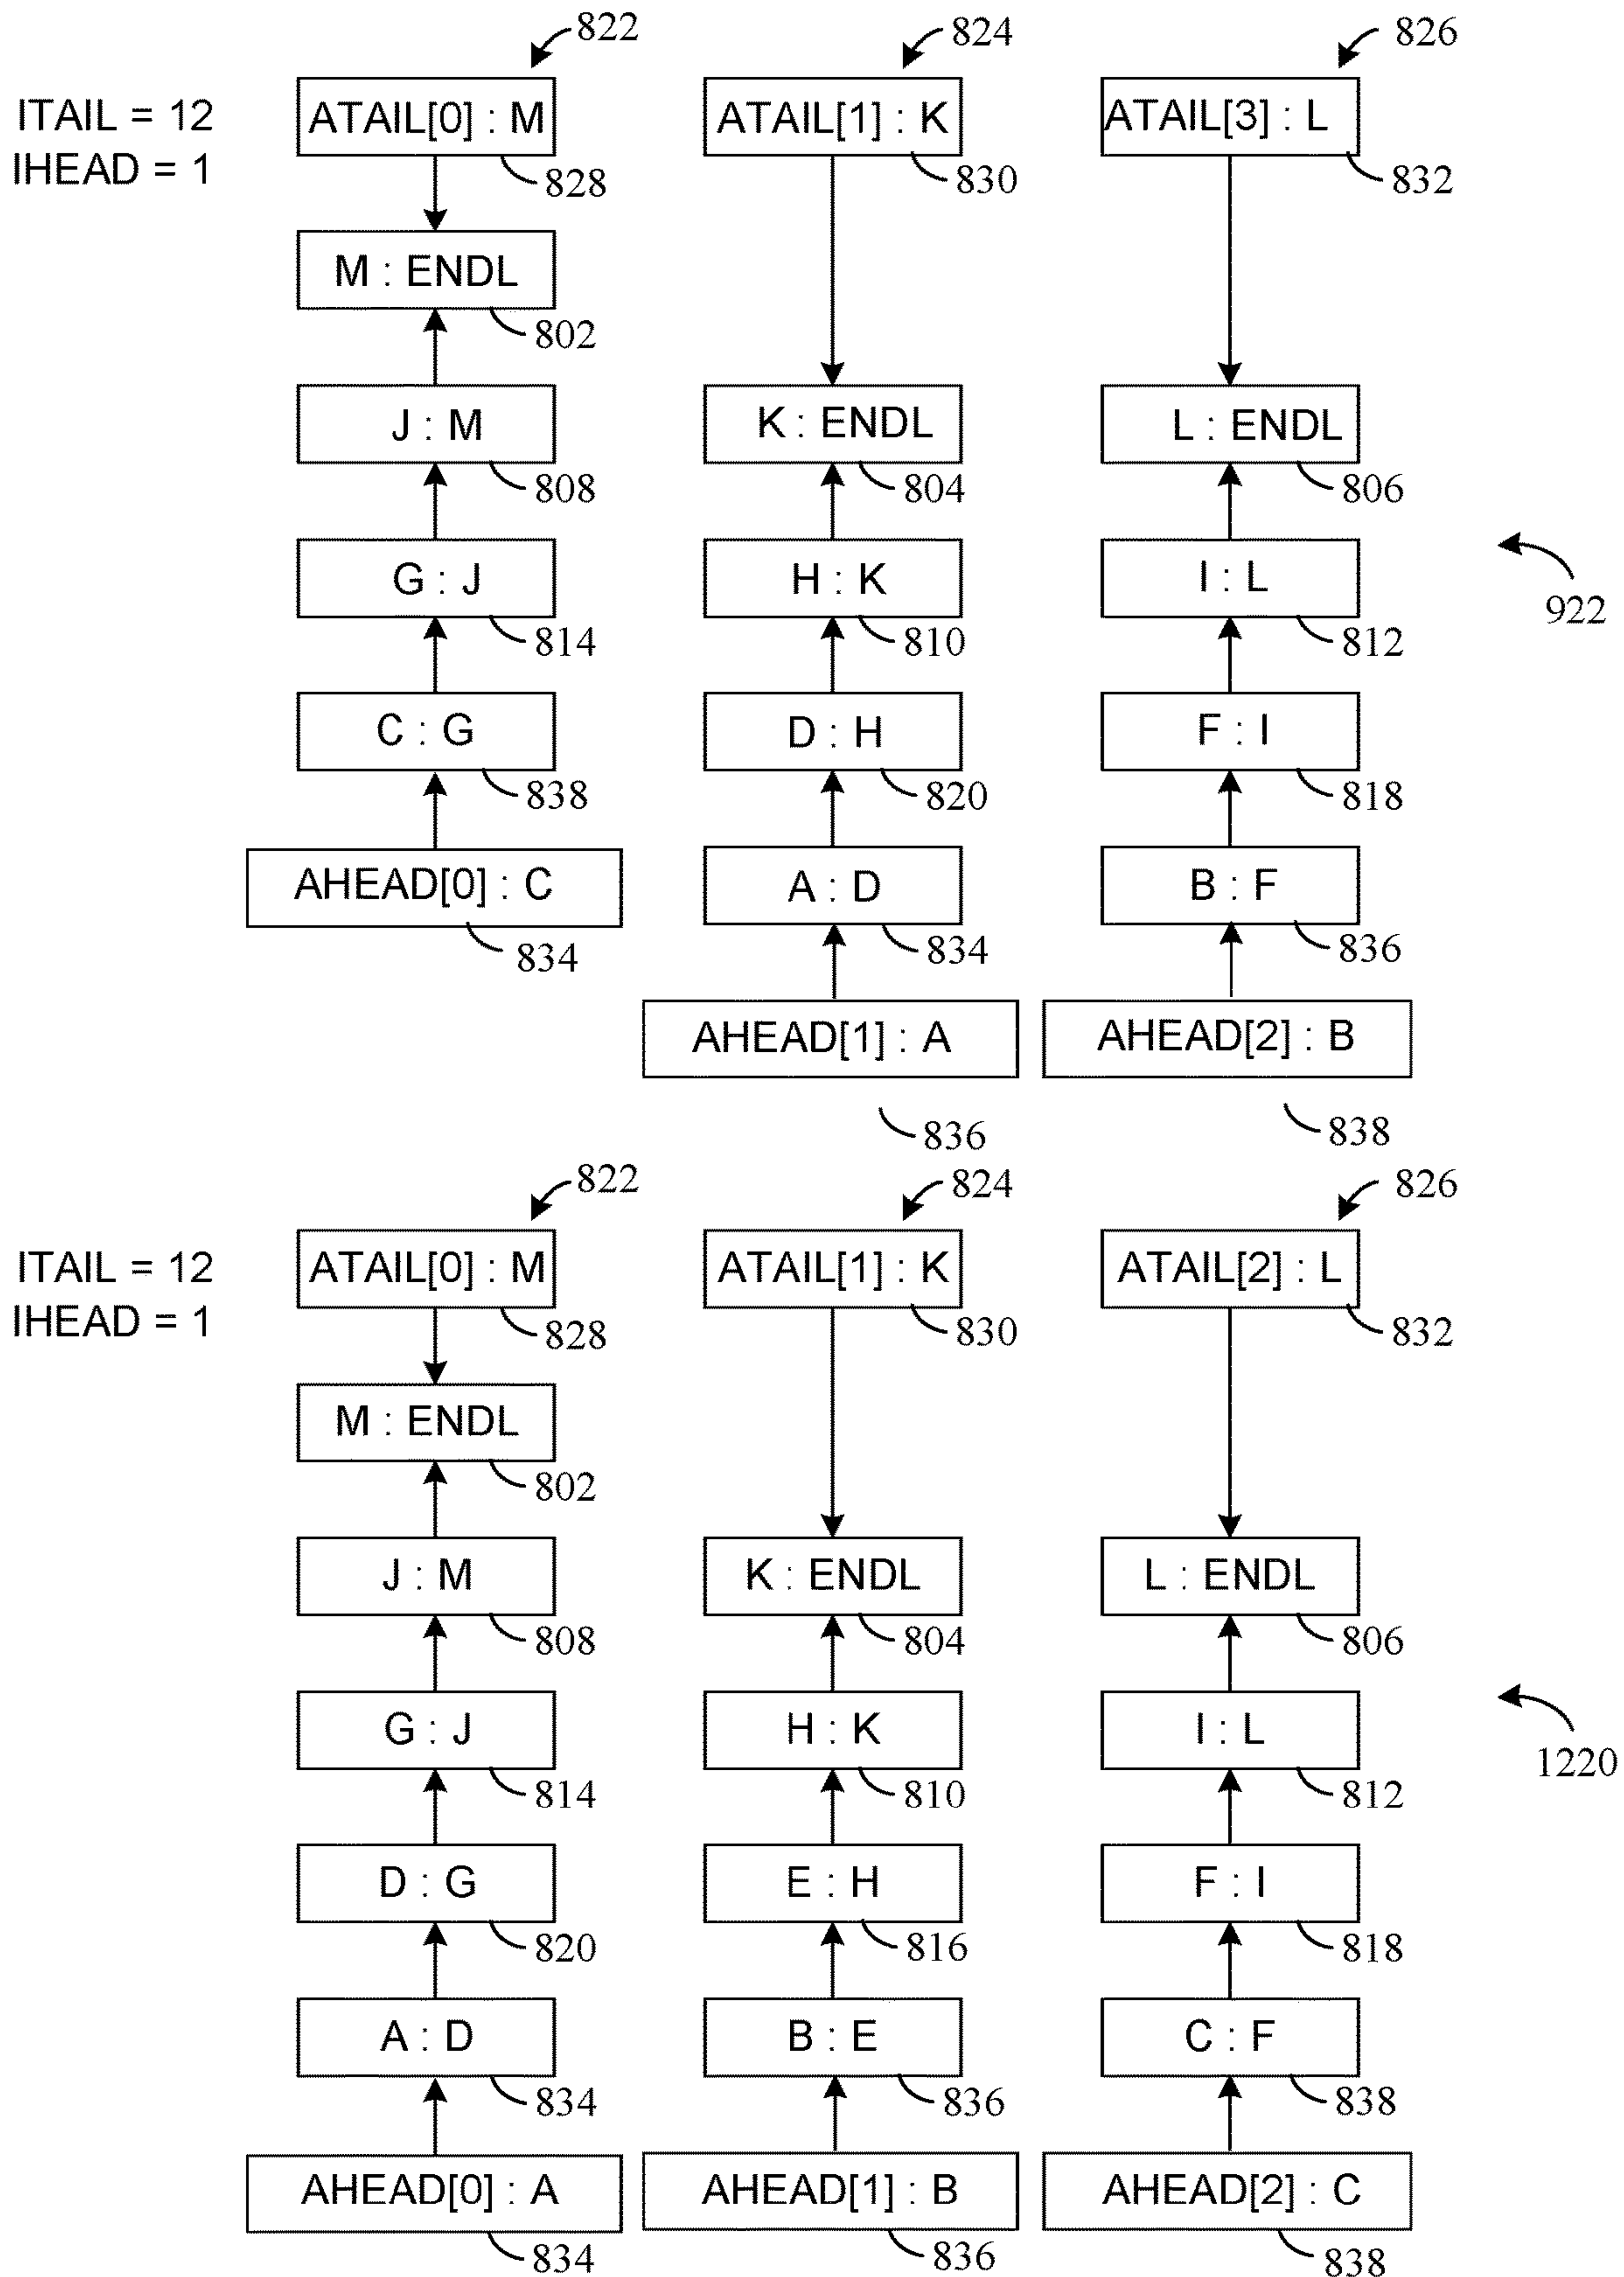 822 824 826
ITAIL = 12 ATAIL[0] : M ATAIL[1] : K ATAIL[3] : L
IHEAD = 1 828 830 832
M : ENDL
802
J : M K : ENDL L : ENDL
808 804 806
G : J H : K I : L
814 810 812 922
C : G D : H F : I
838 820 818
AHEAD[0] : C A : D B : F
834 834 836
AHEAD[1] : A AHEAD[2] : B
836 838
822 824 826
ITAIL = 12 ATAIL[0] : M ATAIL[1] : K ATAIL[2] : L
IHEAD = 1 828 830 832
M : ENDL
802
J : M K : ENDL L : ENDL
808 804 806
G : J H : K I : L
814 810 812 1220
D : G E : H F : I
820 816 818
A : D B : E C : F
834 836 838
AHEAD[0] : A AHEAD[1] : B AHEAD[2] : C
834 836 838